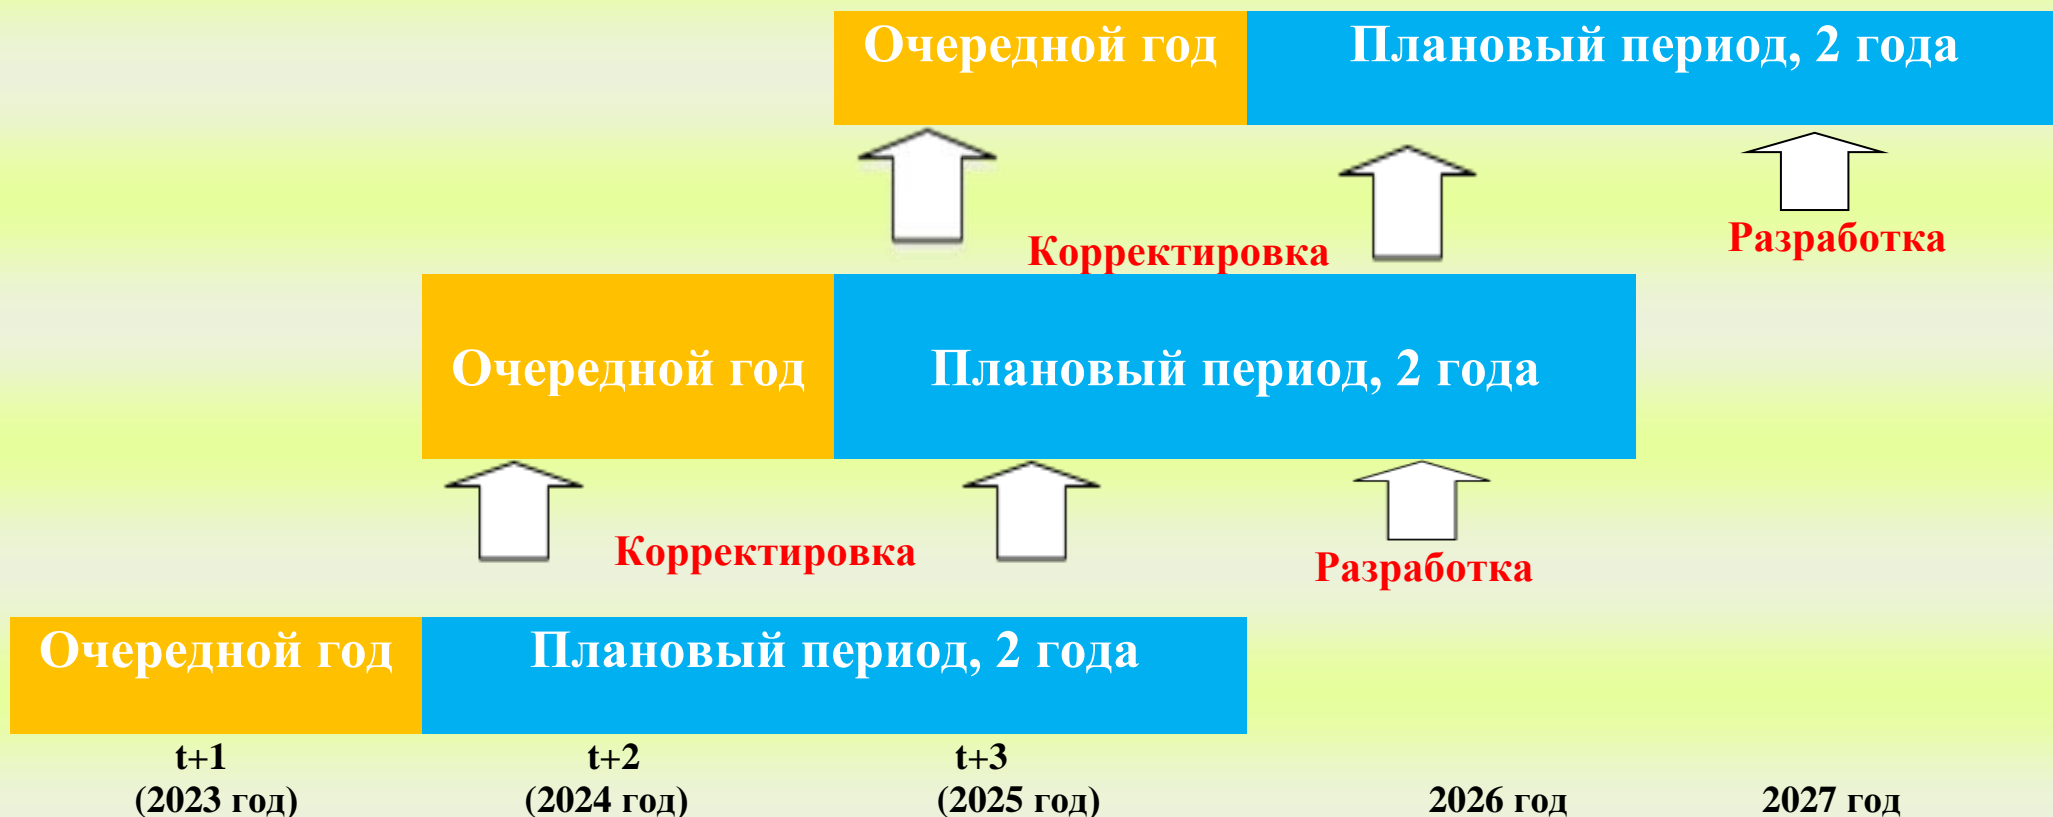 Очередной год
Плановый период, 2 года
Корректировка
Разработка
Очередной год
Плановый период, 2 года
Корректировка
Разработка
Очередной год
Плановый период, 2 года
t+1
t+2
t+3
(2023 год)
(2024 год)
(2025 год)
2026 год
2027 год